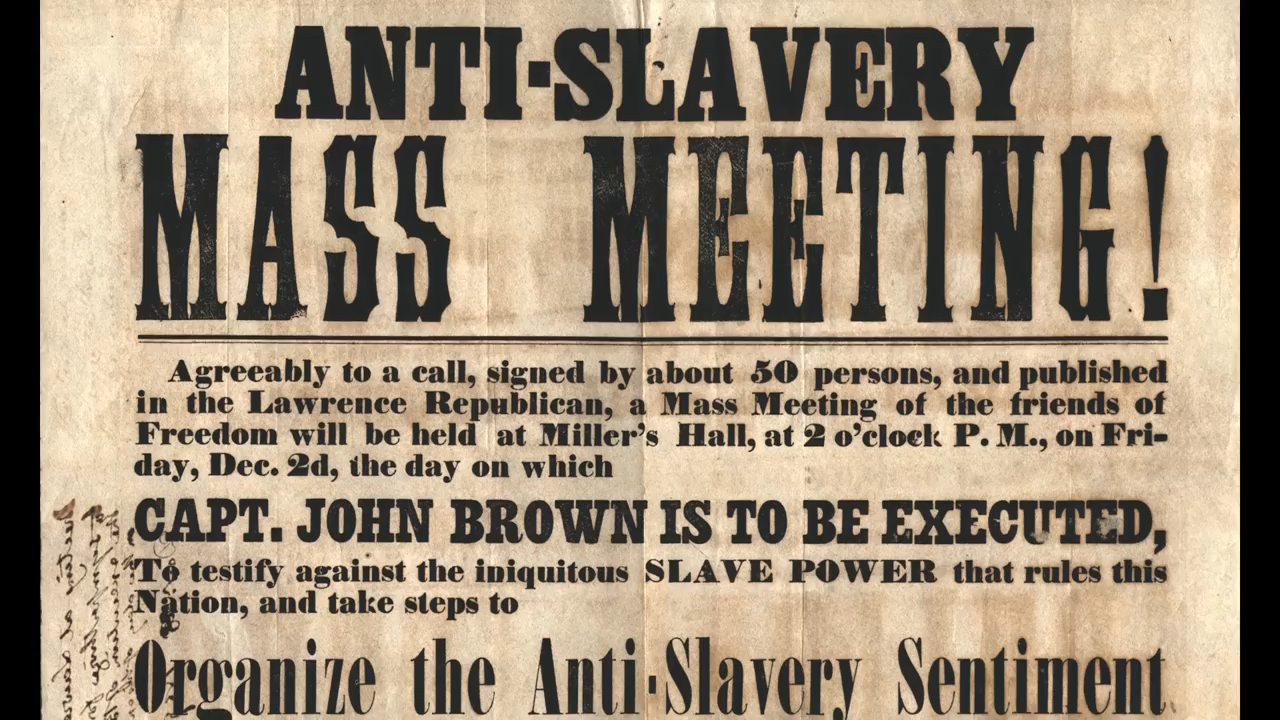 ANTI-SLAVERY
MASS MEETING!
Agreeably to a call, signed by about 50 persons, and published
in the Lawrence Republican, a Mass Meeting of the friends of
Freedom will be held at Miller's Hall, at 2 o'clock P. M., on Fri-
day, Dec. 2d, the day on which
CAPT. JOHN BROWN IS TO BE EXECUTED,
To testify against the iniquitous SLAVE POWER that rules this
Nation, and take steps to
Organize the Anti-Slavery Sentiment